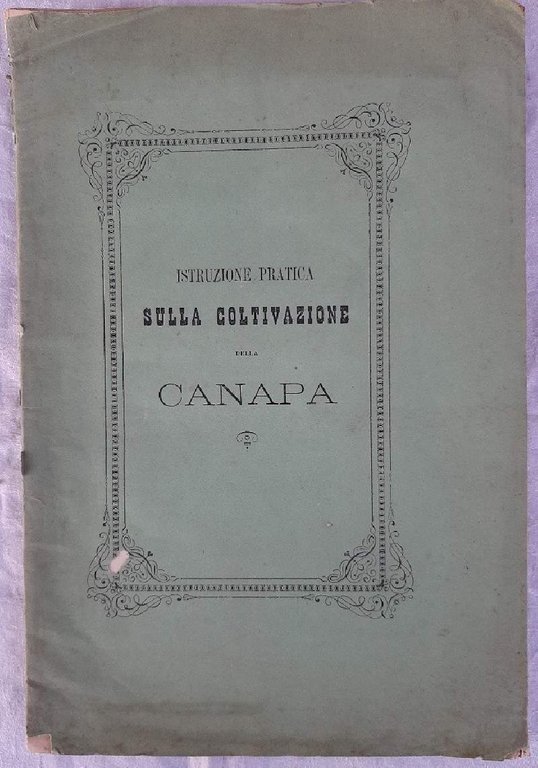 ISTRUZIONE PRATICA
SULLA COLTIVAZIONE
DELLA
CANAPA